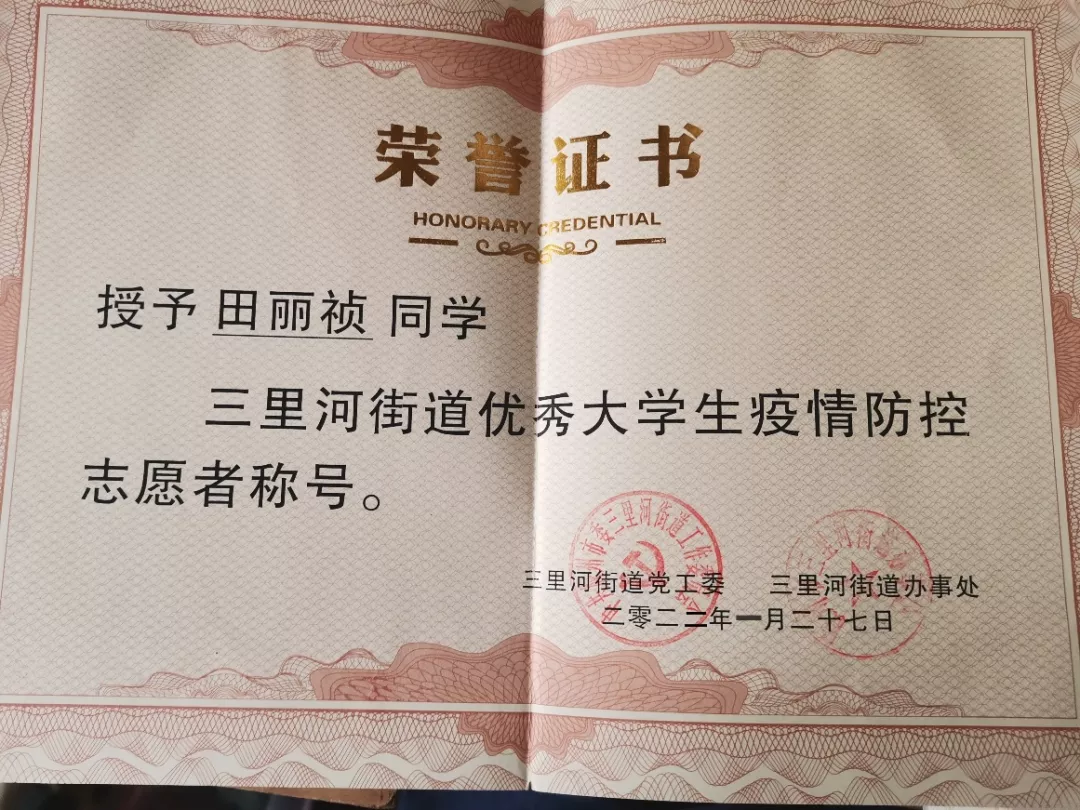 荣誉证书
HONORARY CREDENTIAL
授予 田丽祯 同学
三里河街道优秀大学生疫情防控
志愿者称号。
三里河街道党工委 三里河街道办事处
二零二二年一月二十七日